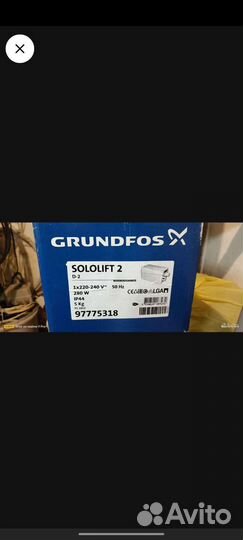 GRUNDFOS
SOLOLIFT 2
D-2
1x220-240 V~ 50 Hz
280 W
IP44
5 Kg
97775318
Avito